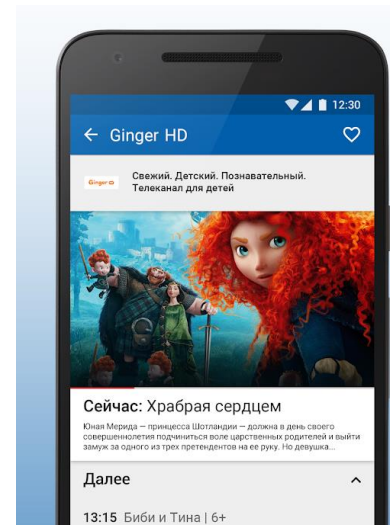 12:30
Ginger HD
Ginger HD
Свежий. Детский. Познавательный.
Телеканал для детей
Сейчас: Храбрая сердцем
Юная Мерида — принцесса Шотландии — должна в день своего
совершеннолетия подчиниться воле царственных родителей и выйти
замуж за одного из трех претендентов на ее руку. Но девушка...
Далее
13:15 Биби и Тина | 6+